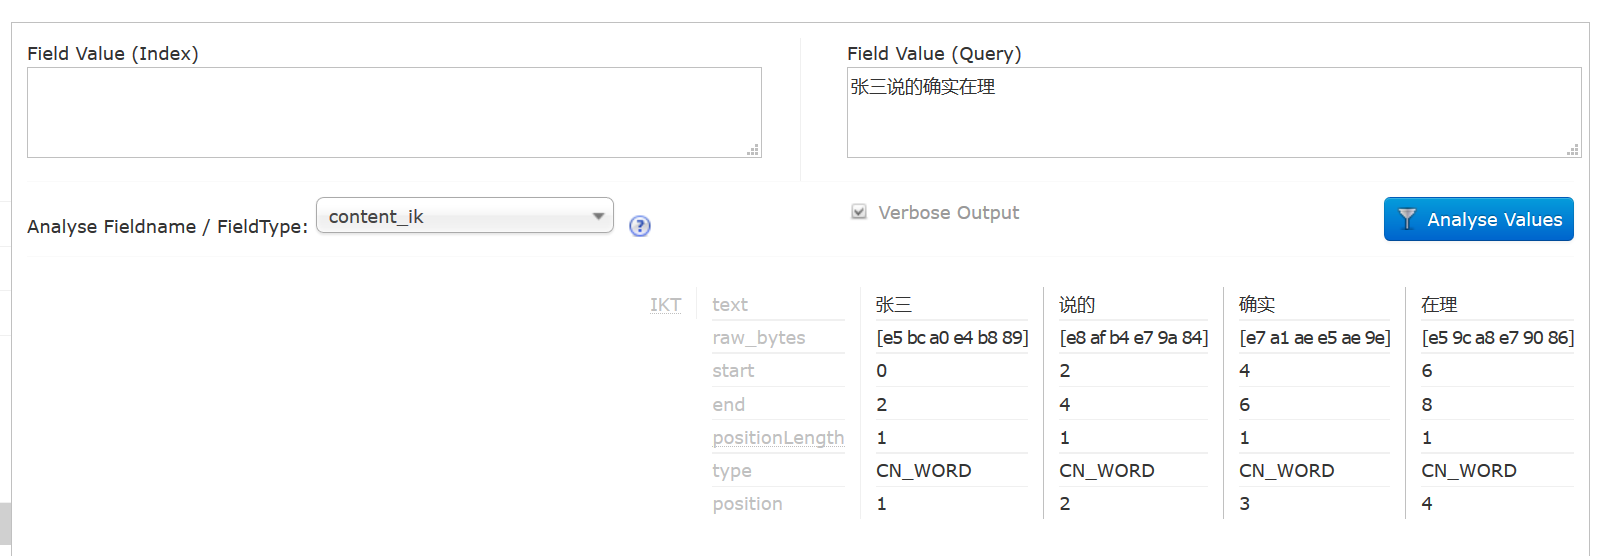 Field Value (Index)
Field Value (Query)
张三说的确实在理
Analyse Fieldname / FieldType:
content_ik
?
Verbose Output
Analyse Values
IKT text 张三 说的 确实 在理
raw_bytes [e5 bc a0 e4 b8 89] [e8 af b4 e7 9a 84] [e7 a1 ae e5 ae 9e] [e5 9c a8 e7 90 86]
start 0 2 4 6
end 2 4 6 8
positionLength 1 1 1 1
type CN_WORD CN_WORD CN_WORD CN_WORD
position 1 2 3 4